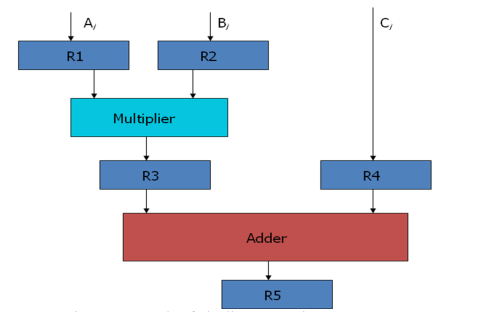 Aᵢ
Bᵢ
Cᵢ
R1
R2
Multiplier
R3
R4
Adder
R5